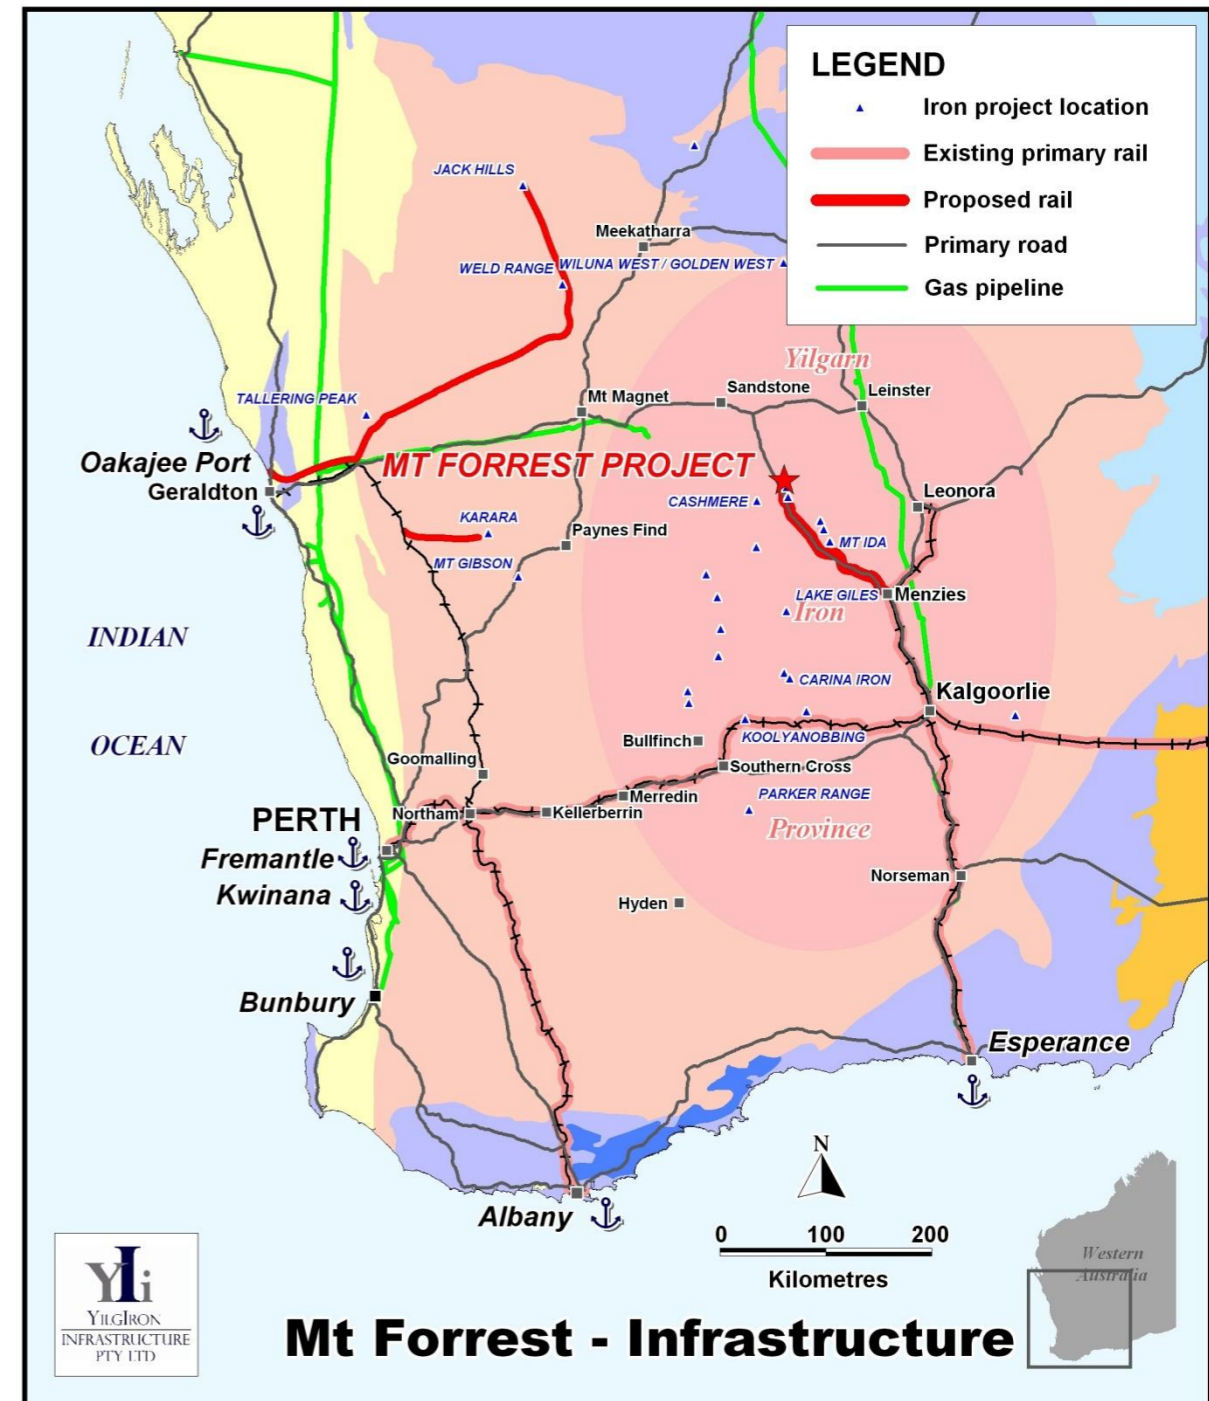 LEGEND
Iron project location
Existing primary rail
Proposed rail
Primary road
Gas pipeline
JACK HILLS
Meekatharra
WELD RANGE
WILUNA WEST / GOLDEN WEST
Yilgarn
TALLERING PEAK
Mt Magnet
Sandstone
Leinster
Oakajee Port
Geraldton
MT FORREST PROJECT
CASHMERE
Leonora
KARARA
Paynes Find
MT IDA
MT GIBSON
LAKE GILES
Menzies
Iron
INDIAN
OCEAN
CARINA IRON
Kalgoorlie
Bullfinch
KOOLYANOBBING
Goomalling
Southern Cross
Merredin
PARKER RANGE
PERTH
Northam
Kellerberrin
Province
Fremantle
Kwinana
Norseman
Hyden
Bunbury
Esperance
N
Albany
0 100 200
Kilometres
Western
Australia
YIi
YILGIRON
INFRASTRUCTURE
PTY LTD
Mt Forrest - Infrastructure